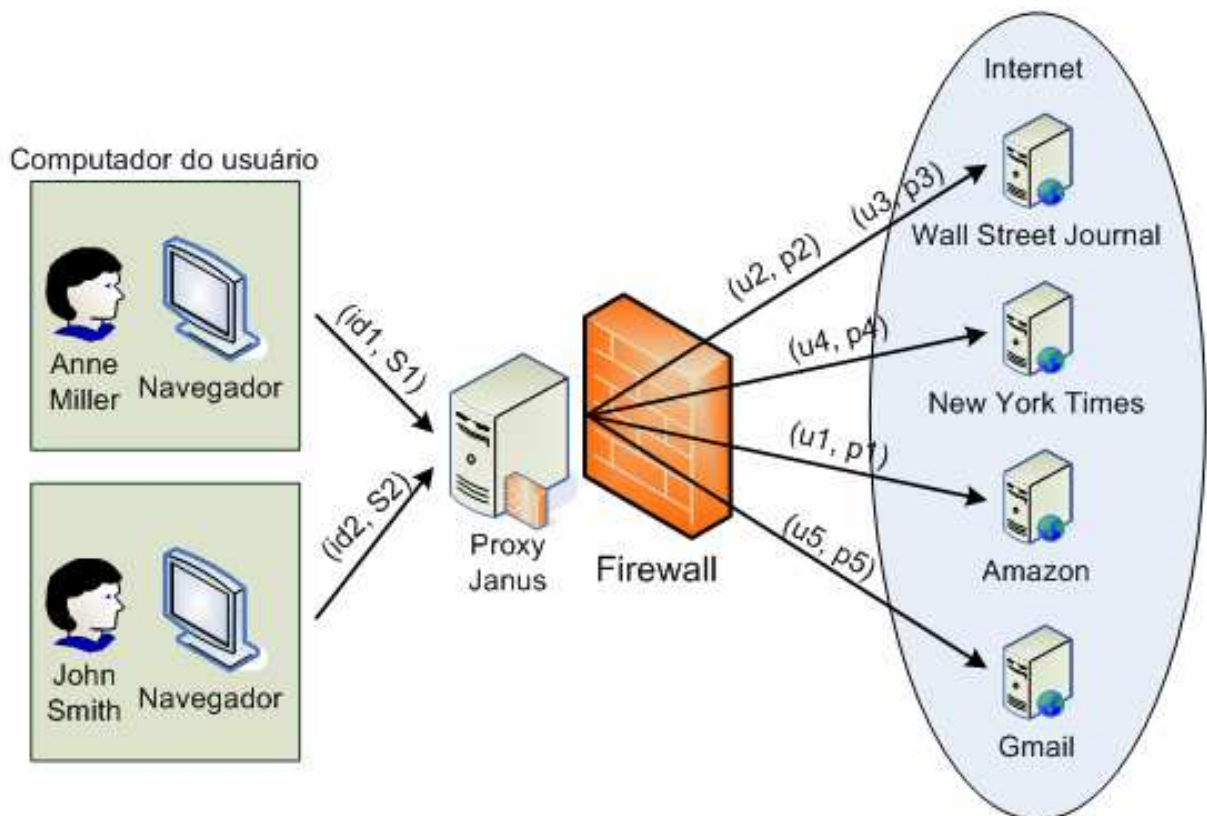 Computador do usuário
Anne
Miller
Navegador
John
Smith
Navegador
(id1, S1)
(id2, S2)
Proxy
Janus
Firewall
(u2, p2)
(u3, p3)
(u4, p4)
(u1, p1)
(u5, p5)
Internet
Wall Street Journal
New York Times
Amazon
Gmail